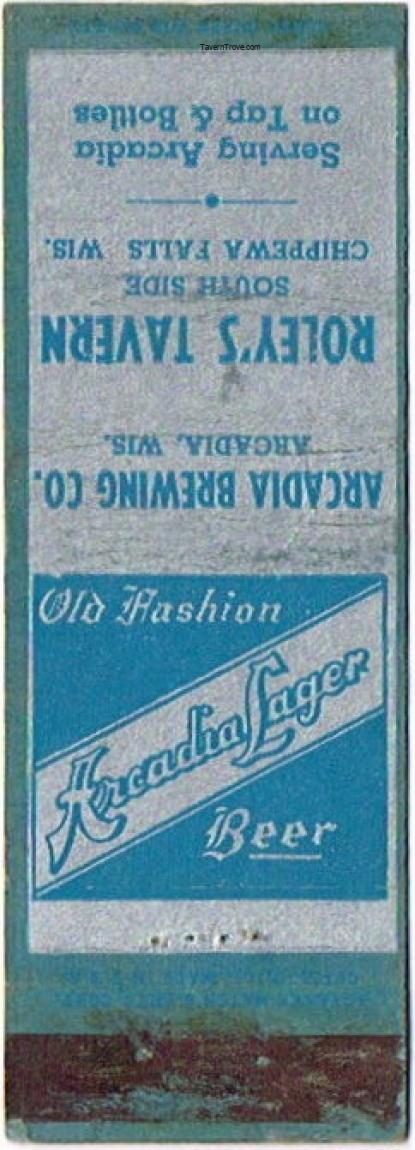 TavernTrove.com
Serving Arcadia
on Tap & Bottles
ROLEY'S TAVERN
SOUTH SIDE
CHIPPEWA FALLS WIS.
ARCADIA BREWING CO.
ARCADIA, WIS.
Old Fashion
Arcadia Lager
Beer